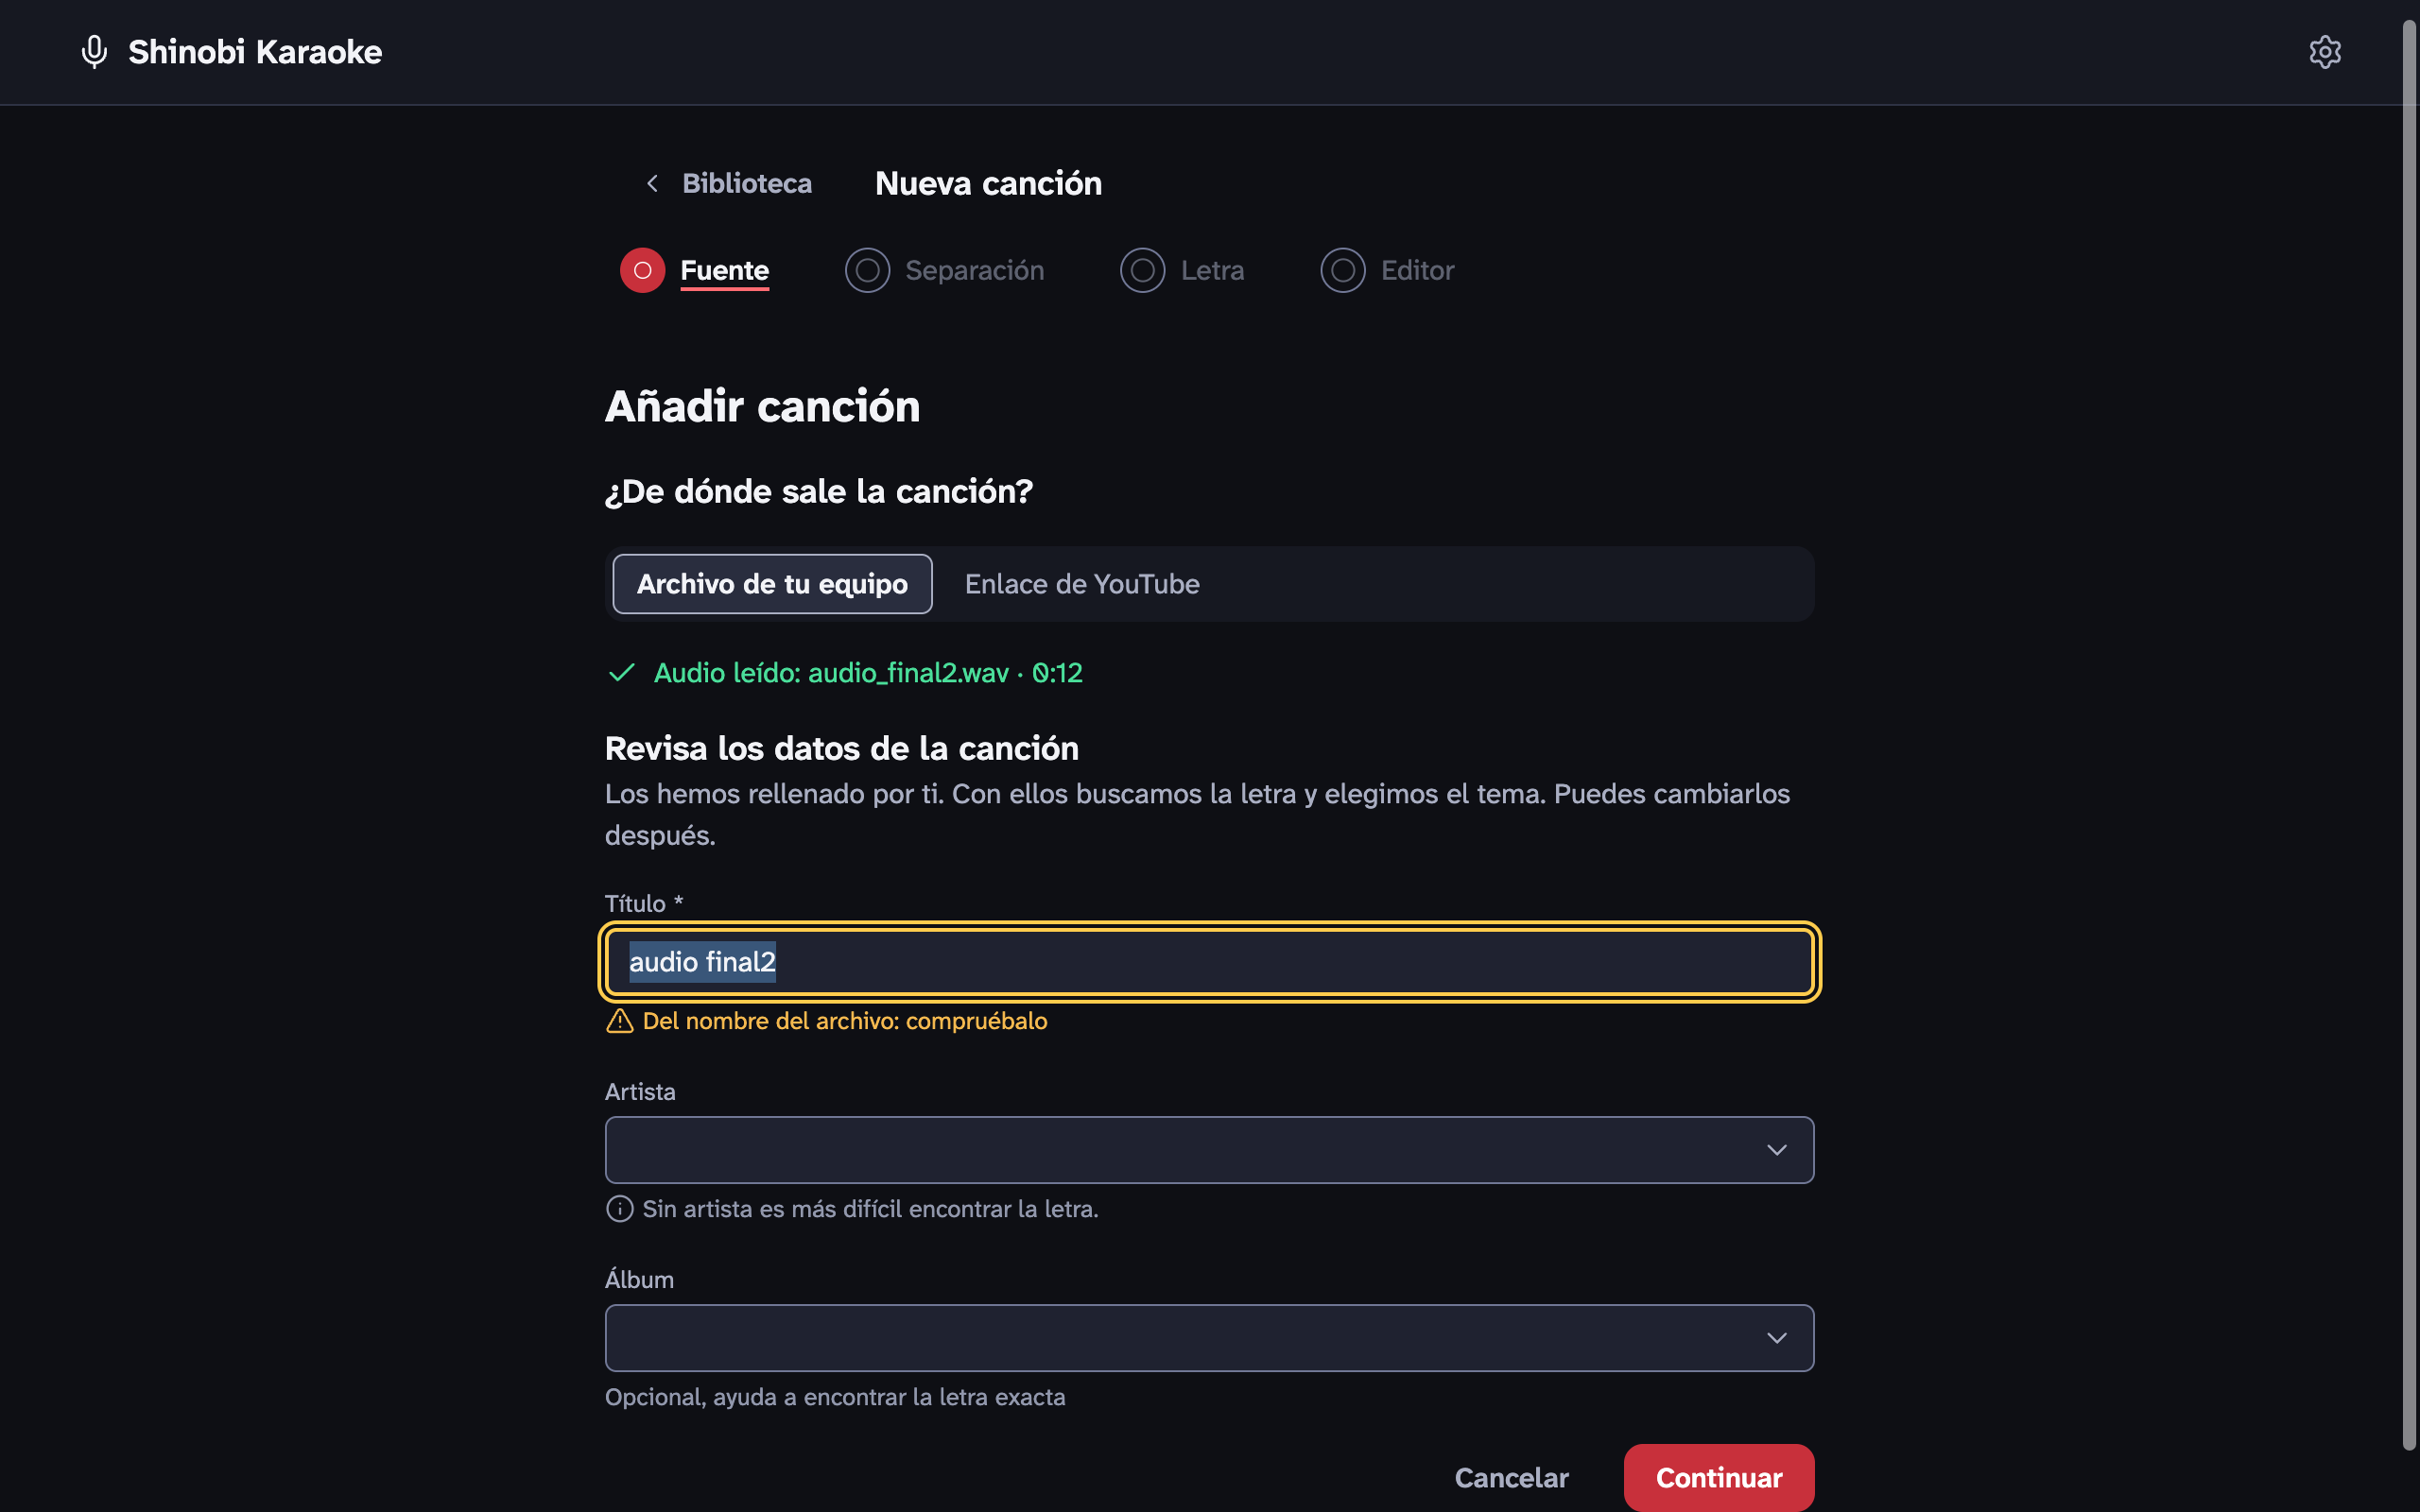 Shinobi Karaoke
Biblioteca
Nueva canción
Fuente
Separación
Letra
Editor
Añadir canción
¿De dónde sale la canción?
Archivo de tu equipo
Enlace de YouTube
Audio leído: audio_final2.wav · 0:12
Revisa los datos de la canción
Los hemos rellenado por ti. Con ellos buscamos la letra y elegimos el tema. Puedes cambiarlos
después.
Título *
audio final2
Del nombre del archivo: compruébalo
Artista
Sin artista es más difícil encontrar la letra.
Álbum
Opcional, ayuda a encontrar la letra exacta
Cancelar
Continuar